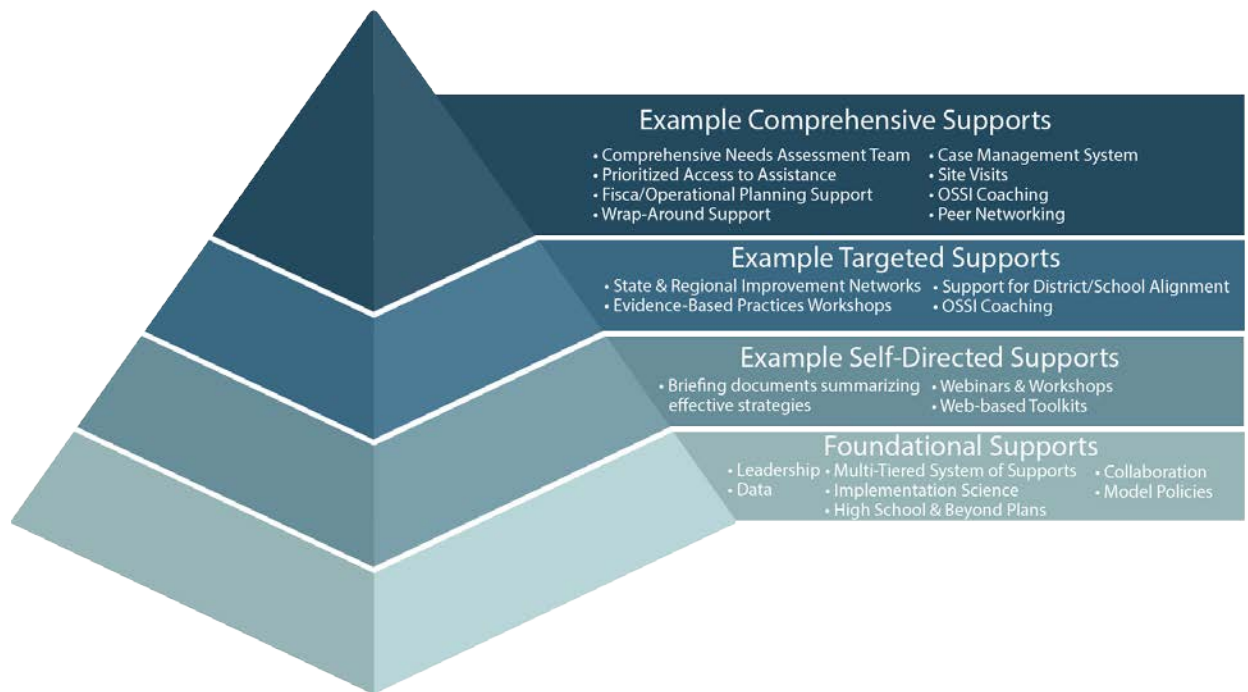 Example Comprehensive Supports
• Comprehensive Needs Assessment Team
• Prioritized Access to Assistance
• Fisca/Operational Planning Support
• Wrap-Around Support
• Case Management System
• Site Visits
• OSSI Coaching
• Peer Networking
Example Targeted Supports
• State & Regional Improvement Networks
• Evidence-Based Practices Workshops
• Support for District/School Alignment
• OSSI Coaching
Example Self-Directed Supports
• Briefing documents summarizing
effective strategies
• Webinars & Workshops
• Web-based Toolkits
Foundational Supports
• Leadership
• Data
• Multi-Tiered System of Supports
• Implementation Science
• High School & Beyond Plans
• Collaboration
• Model Policies